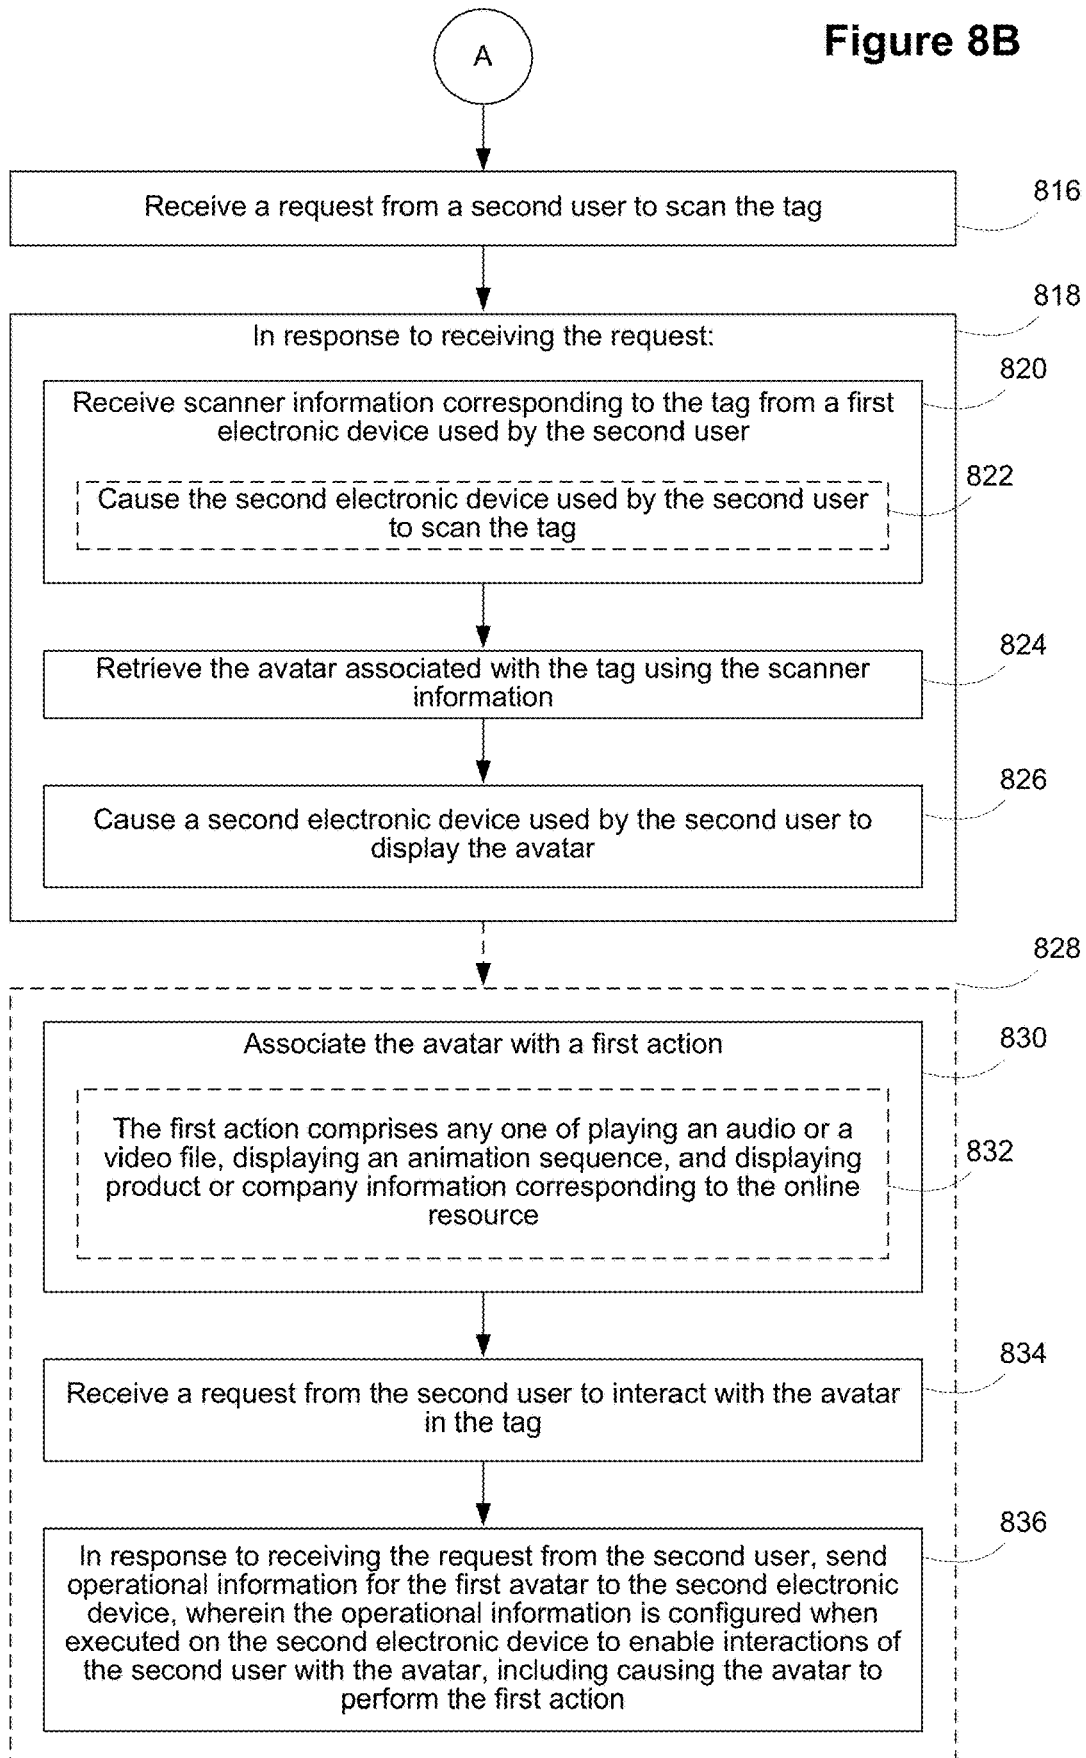 Figure 8B
A
Receive a request from a second user to scan the tag
816
818
In response to receiving the request:
820
Receive scanner information corresponding to the tag from a first
electronic device used by the second user
822
Cause the second electronic device used by the second user
to scan the tag
824
Retrieve the avatar associated with the tag using the scanner
information
826
Cause a second electronic device used by the second user to
display the avatar
828
Associate the avatar with a first action
830
The first action comprises any one of playing an audio or a
video file, displaying an animation sequence, and displaying
product or company information corresponding to the online
resource
832
834
Receive a request from the second user to interact with the avatar
in the tag
836
In response to receiving the request from the second user, send
operational information for the first avatar to the second electronic
device, wherein the operational information is configured when
executed on the second electronic device to enable interactions of
the second user with the avatar, including causing the avatar to
perform the first action